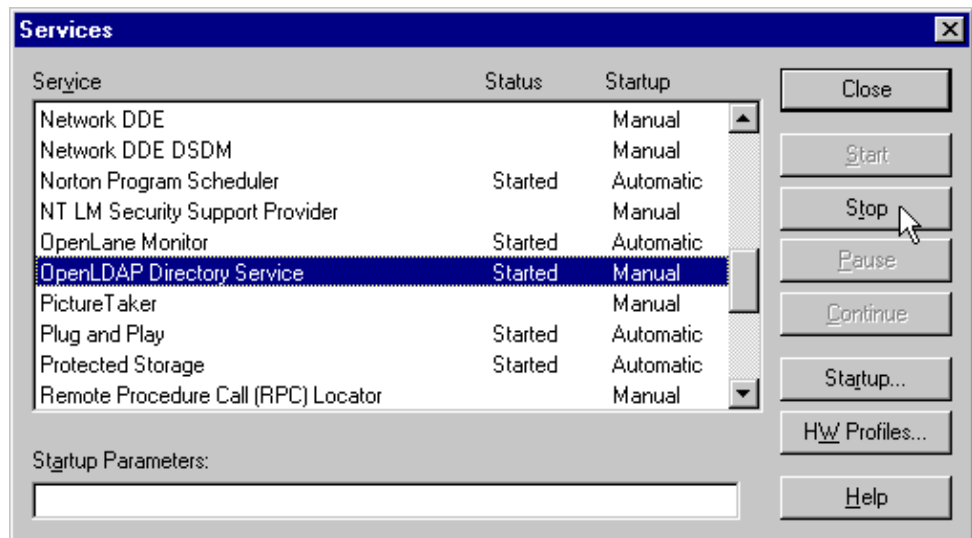 Services
Service Status Startup
Network DDE Manual
Network DDE DSDM Manual
Norton Program Scheduler Started Automatic
NT LM Security Support Provider Manual
OpenLane Monitor Started Automatic
OpenLDAP Directory Service Started Manual
PictureTaker Manual
Plug and Play Started Automatic
Protected Storage Started Automatic
Remote Procedure Call (RPC) Locator Manual
Startup Parameters:
Close
Start
Stop
Pause
Continue
Startup...
HW Profiles...
Help